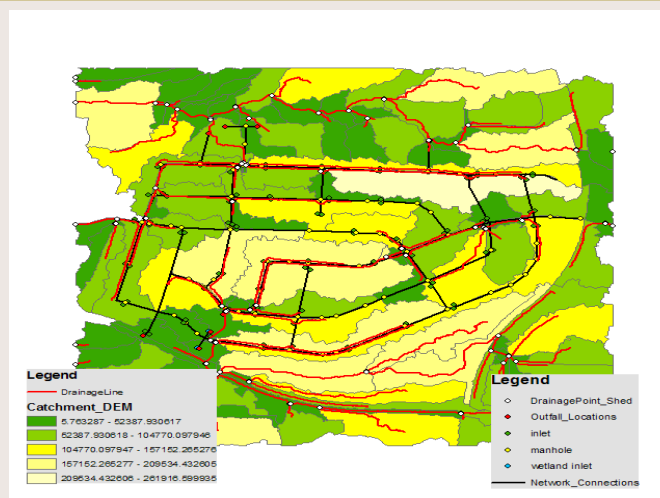 Legend
DrainageLine
Catchment_DEM
5.763287 - 52387.930617
52387.930618 - 104770.097946
104770.097947 - 157152.265276
157152.265277 - 209534.432605
209534.432606 - 261916.599935
Legend
DrainagePoint_Shed
Outfall_Locations
inlet
manhole
wetland inlet
Network_Connections